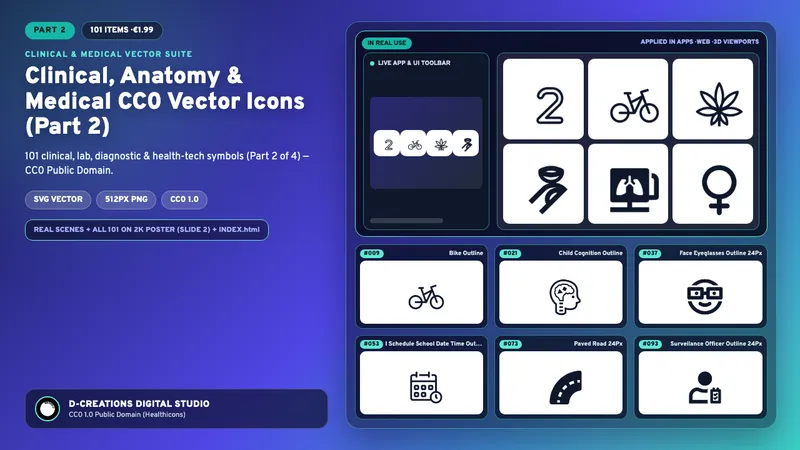 PART 2
101 ITEMS •€1.99
CLINICAL & MEDICAL VECTOR SUITE
Clinical, Anatomy &
Medical CC0 Vector Icons
(Part 2)
101 clinical, lab, diagnostic & health-tech symbols (Part 2 of 4) —
CC0 Public Domain.
SVG VECTOR
512PX PNG
CC0 1.0
REAL SCENES + ALL 101 ON 2K POSTER (SLIDE 2) + INDEX.html
D-CREATIONS DIGITAL STUDIO
CC0 1.0 Public Domain (Healthicons)
IN REAL USE
APPLIED IN APPS •WEB •3D VIEWPORTS
LIVE APP & UI TOOLBAR
2
2
#009
Bike Outline
#021
Child Cognition Outline
#037
Face Eyeglasses Outline 24Px
#053
l Schedule School Date Time Out...
#073
Paved Road 24Px
#093
Surveilance Officer Outline 24Px